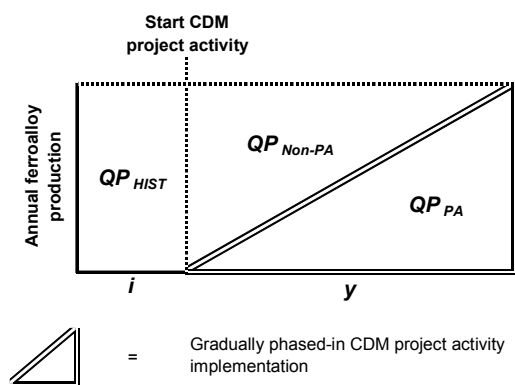 Start CDM
project activity
Annual ferroalloy
production
QP HIST
QP Non-PA
QP PA
i
y
= Gradually phased-in CDM project activity
implementation